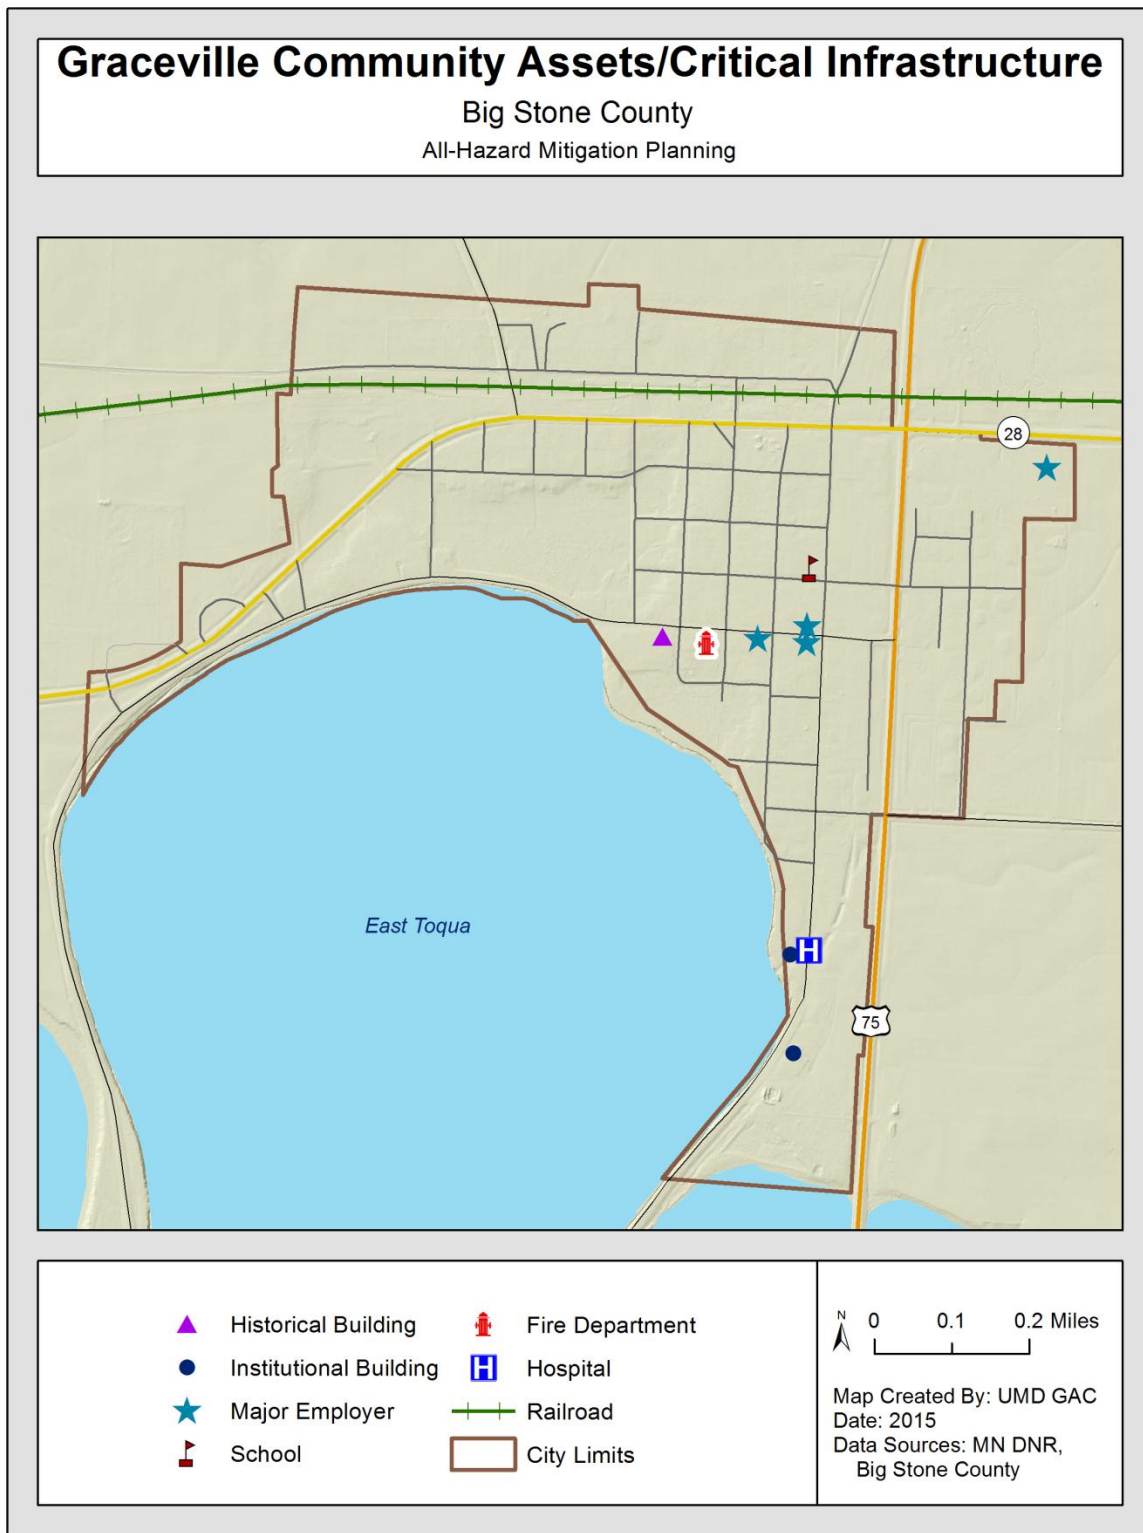 Graceville Community Assets/Critical Infrastructure
Big Stone County
All-Hazard Mitigation Planning
28
East Toqua
H
75
Historical Building
Institutional Building
Major Employer
School
Fire Department
H Hospital
Railroad
City Limits
N
0 0.1 0.2 Miles
Map Created By: UMD GAC
Date: 2015
Data Sources: MN DNR,
Big Stone County